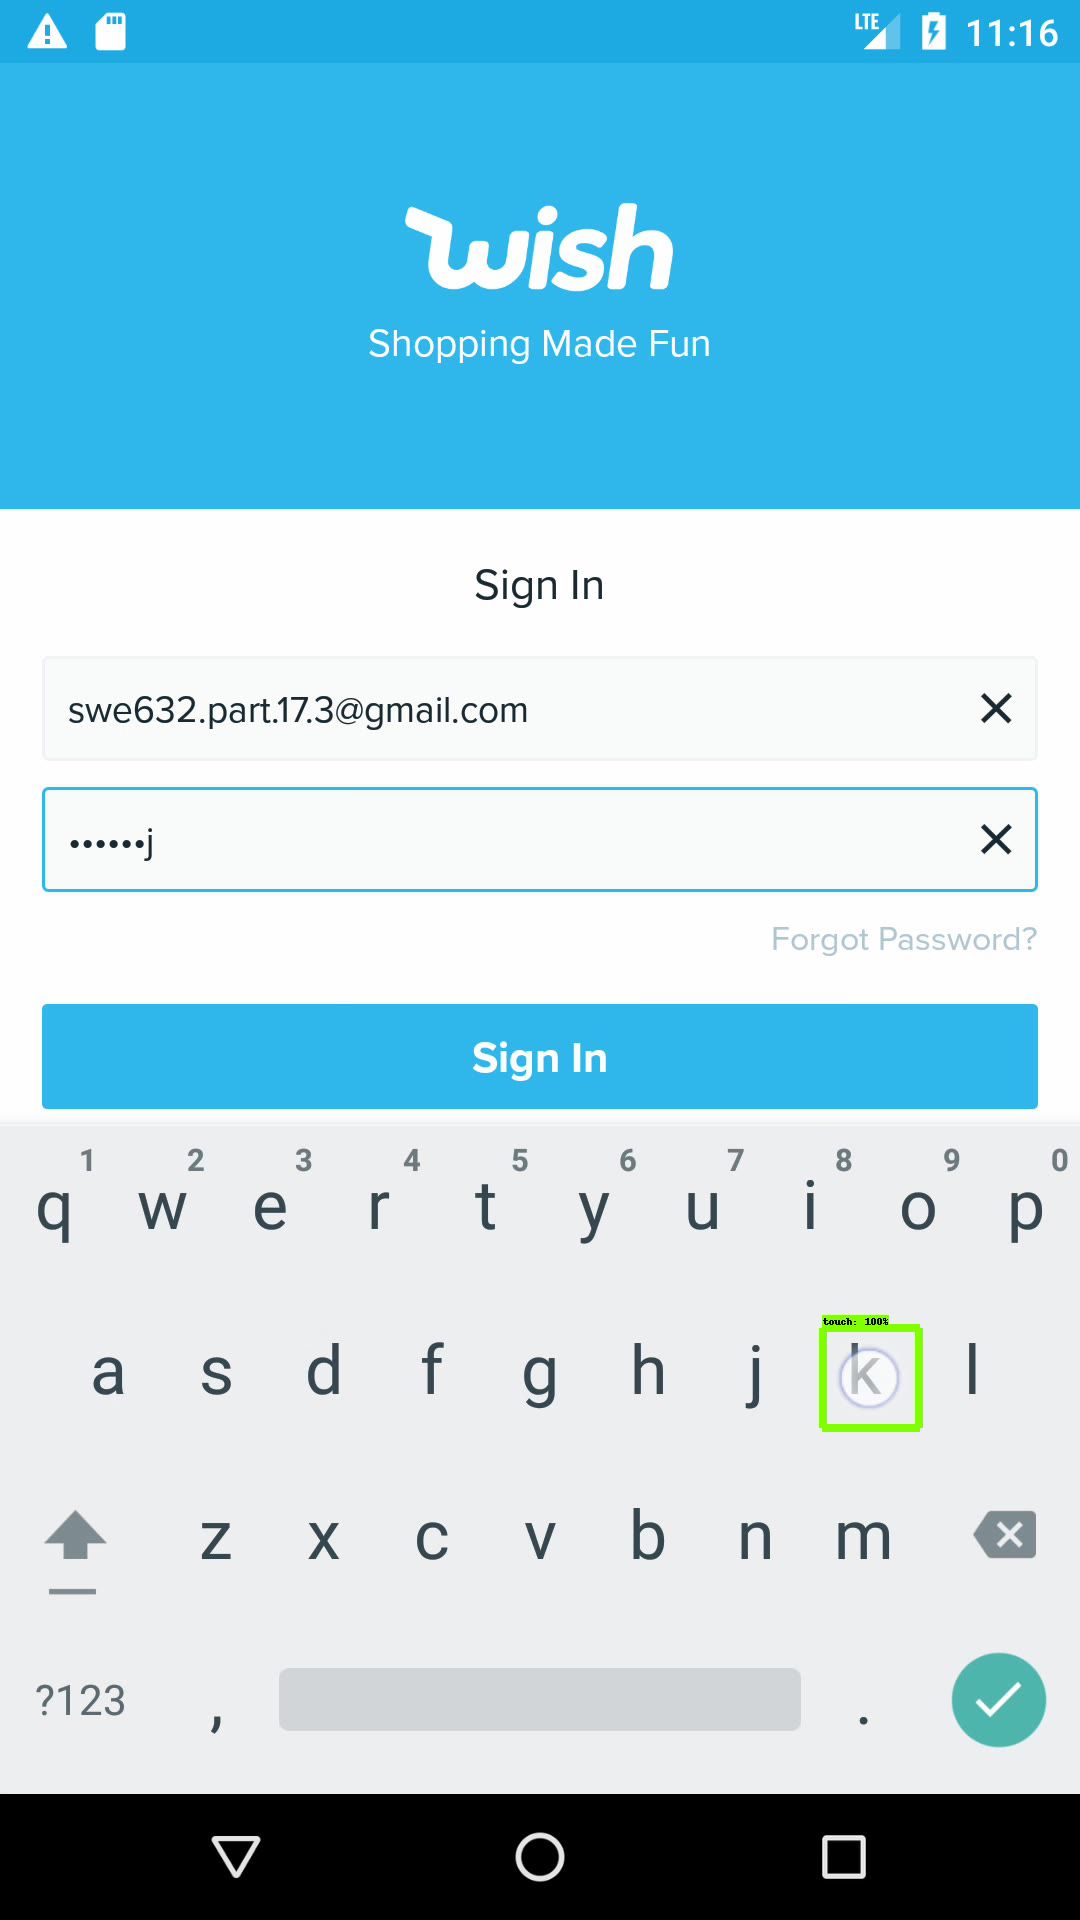 LTE 11:16
wish
Shopping Made Fun
Sign In
swe632.part.17.3@gmail.com
••••••j
Forgot Password?
Sign In
1 2 3 4 5 6 7 8 9 0
q w e r t y u i o p
touch: 100%
a s d f g h j k l
z x c v b n m
?123 , .